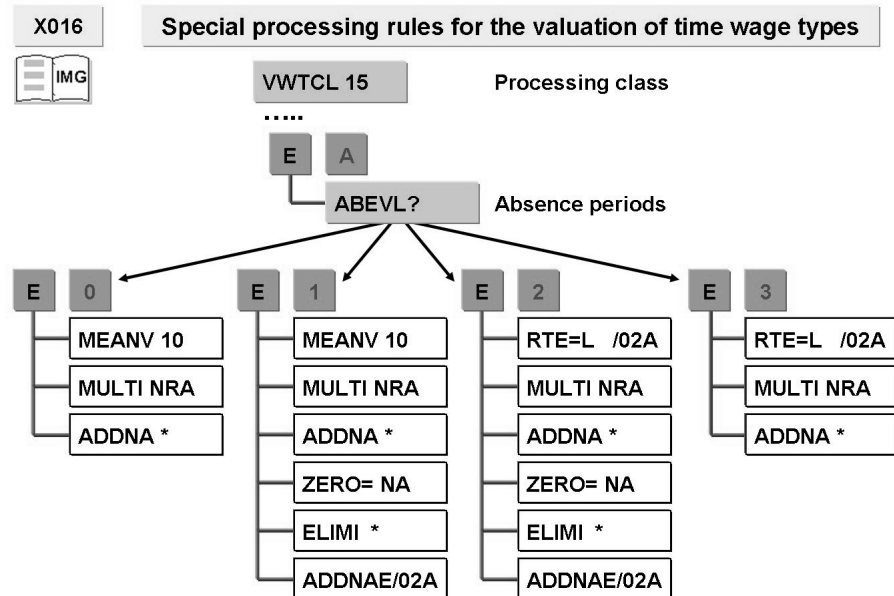 X016
Special processing rules for the valuation of time wage types
IMG
VWTCL 15
Processing class
.....
E A
ABEVL?
Absence periods
E 0
MEANV 10
MULTI NRA
ADDNA *
E 1
MEANV 10
MULTI NRA
ADDNA *
ZERO= NA
ELIMI *
ADDNAE/02A
E 2
RTE=L /02A
MULTI NRA
ADDNA *
ZERO= NA
ELIMI *
ADDNAE/02A
E 3
RTE=L /02A
MULTI NRA
ADDNA *